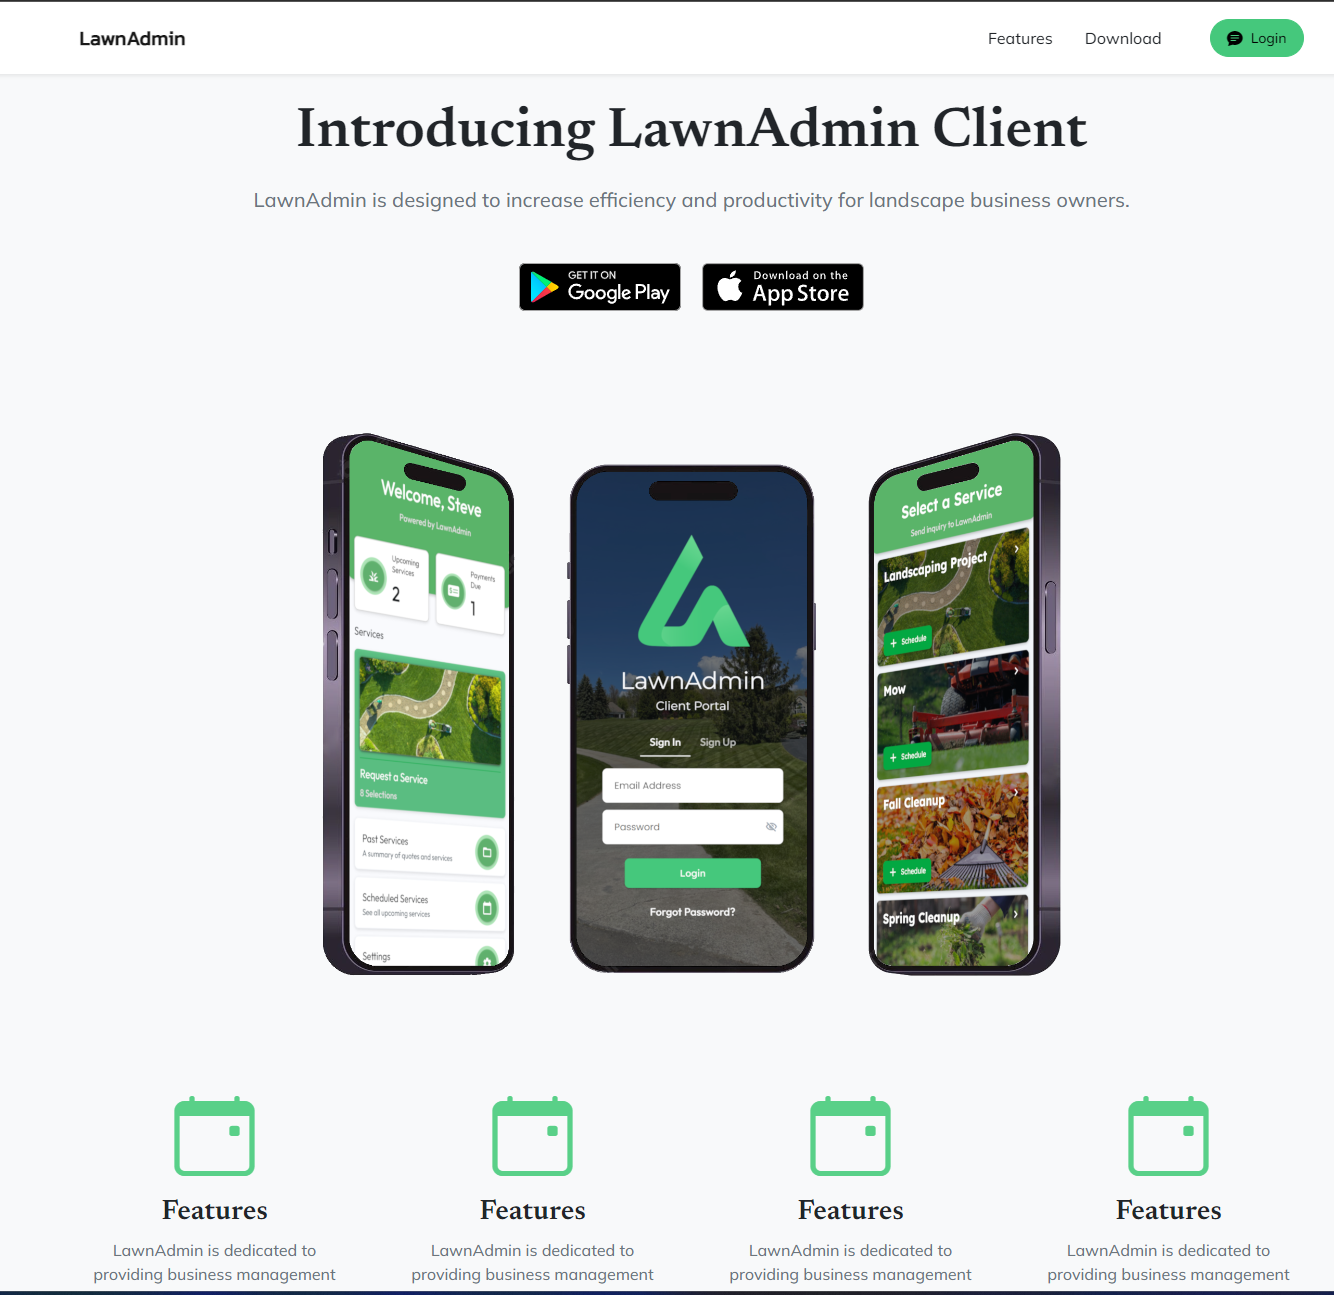 LawnAdmin
Features
Download
Login
Introducing LawnAdmin Client
LawnAdmin is designed to increase efficiency and productivity for landscape business owners.
GET IT ON
Google Play
Download on the
App Store
Welcome, Steve
Powered by LawnAdmin
Upcoming
Services
2
Payments
Due
1
Services
Request a Service
8 Selections
Past Services
A summary of quotes and services
Scheduled Services
See all upcoming services
Settings
LawnAdmin
Client Portal
Sign In
Sign Up
Email Address
Password
Login
Forgot Password?
Select a Service
Send inquiry to LawnAdmin
Landscaping Project
+ Schedule
Mow
+ Schedule
Fall Cleanup
+ Schedule
Spring Cleanup
Features
LawnAdmin is dedicated to
providing business management
Features
LawnAdmin is dedicated to
providing business management
Features
LawnAdmin is dedicated to
providing business management
Features
LawnAdmin is dedicated to
providing business management